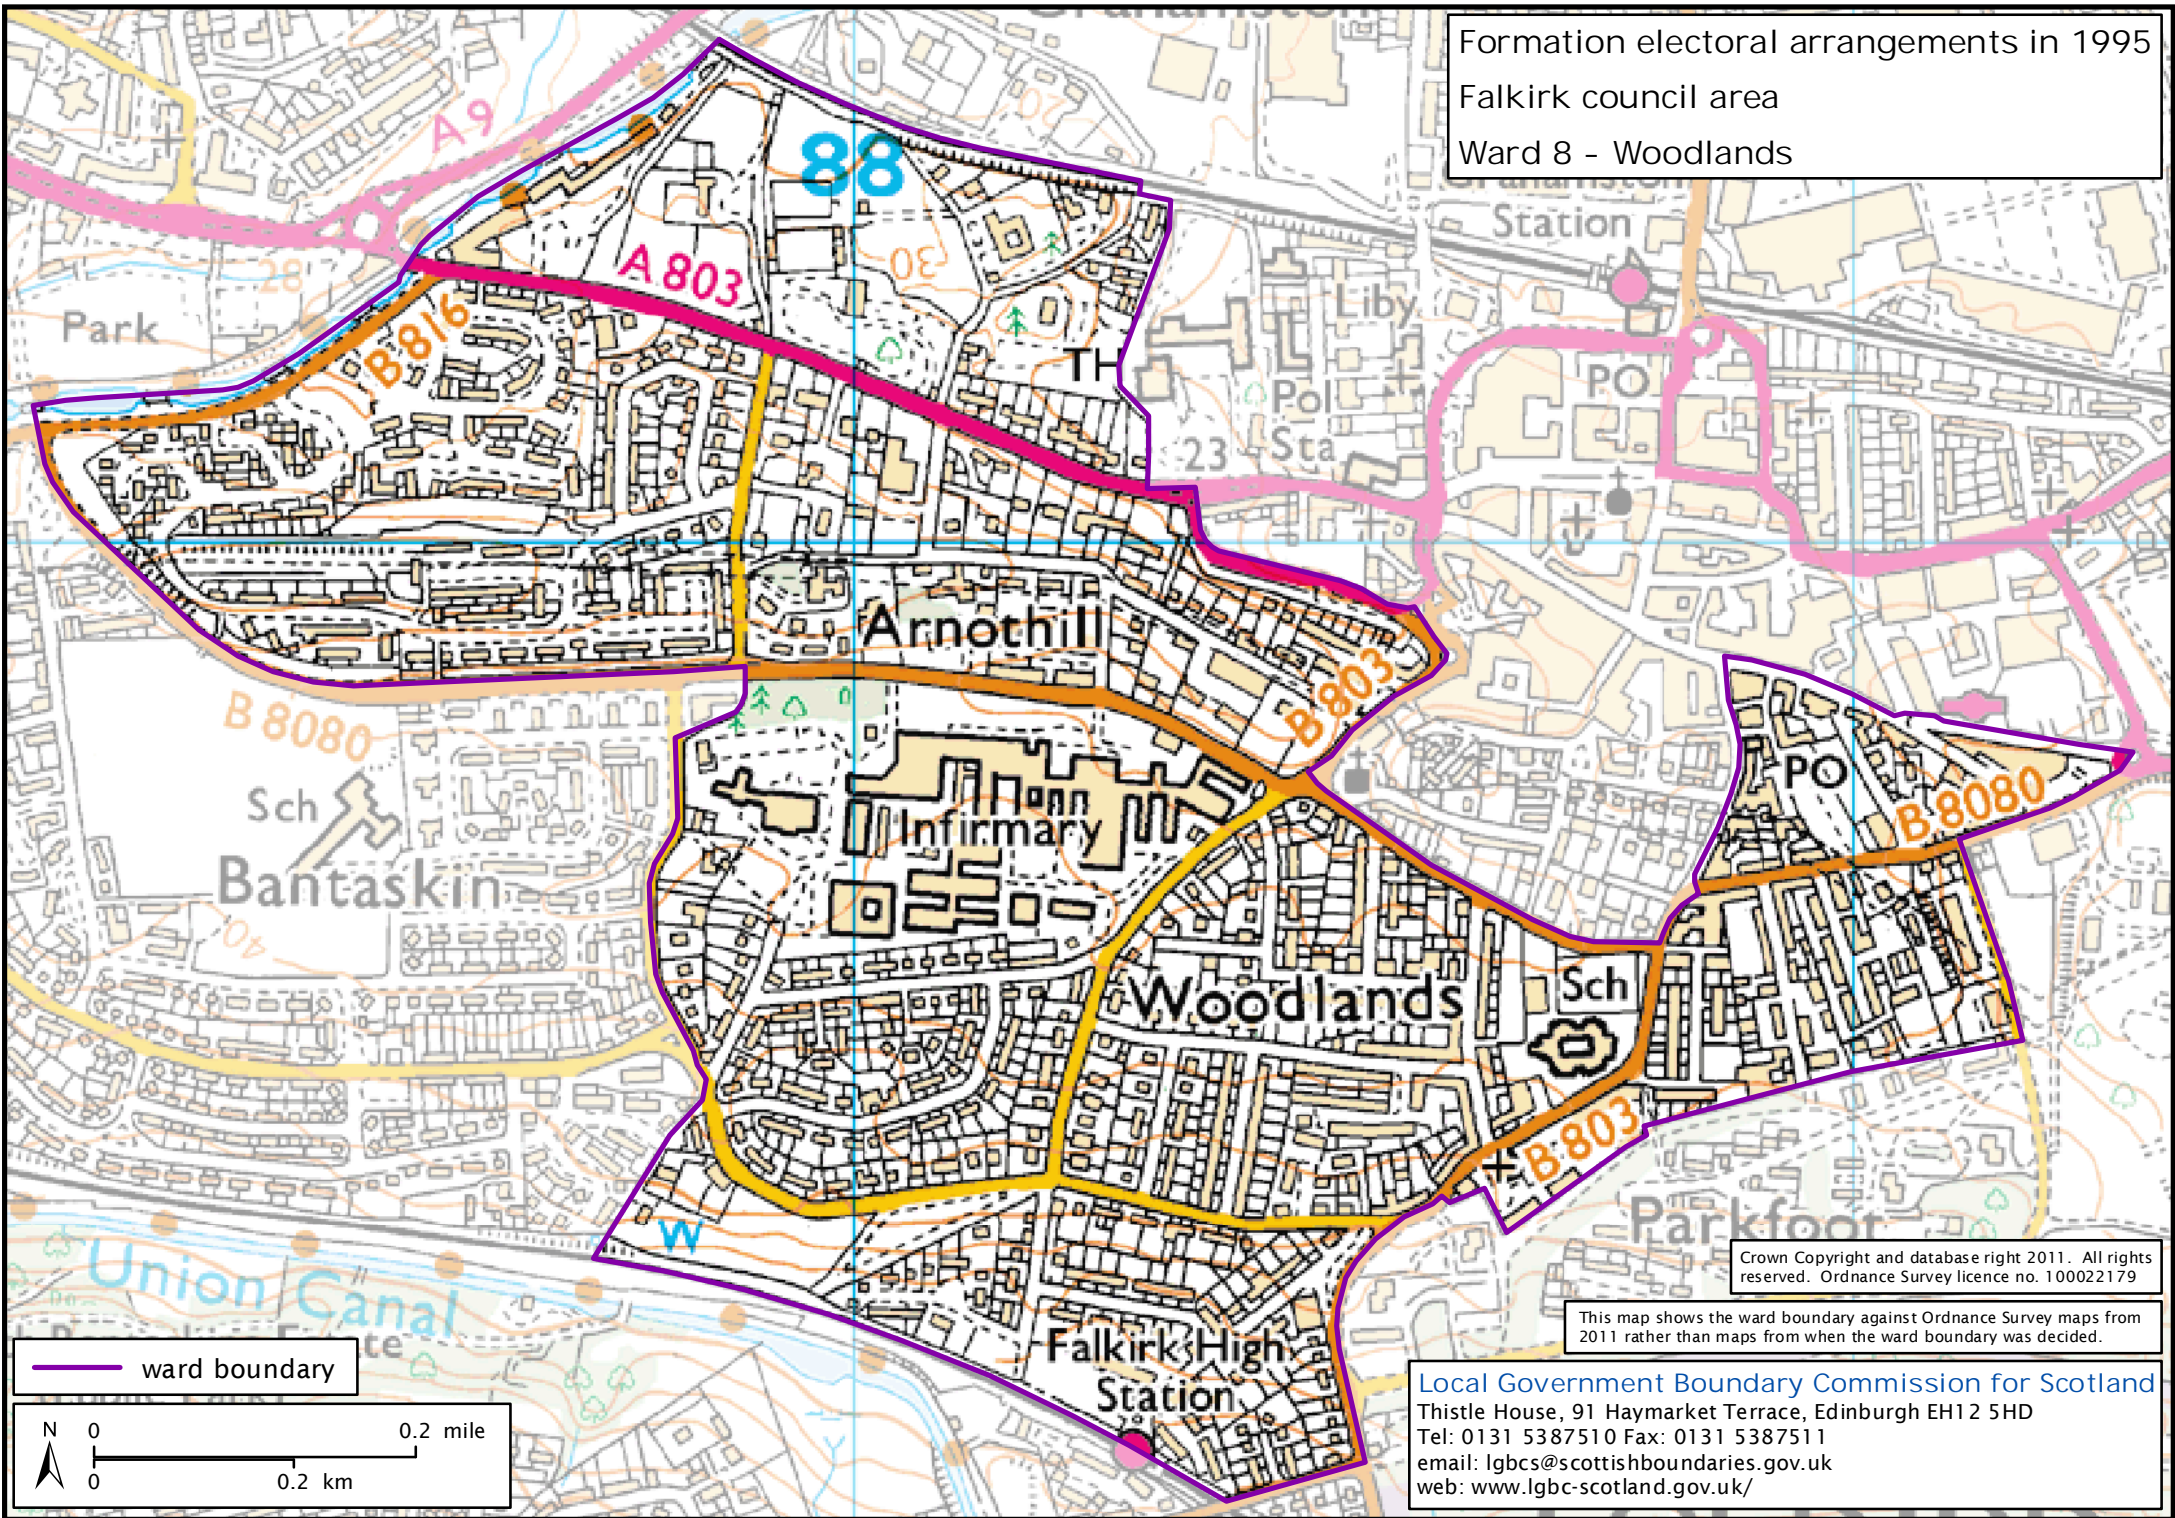 Formation electoral arrangements in 1995
Falkirk council area
Ward 8 - Woodlands
A 9
88
Station
28
A 803
30
20
Park
B 816
Liby
TH
PO
Pol
Sta
23
Arnothill
B 803
B 8080
PO
B 8080
Sch
Infirmary
Bantaskin
40
Woodlands
Sch
B 803
W
Parkfoot
Union Canal
Falkirk High
Station
Crown Copyright and database right 2011. All rights
reserved. Ordnance Survey licence no. 100022179
This map shows the ward boundary against Ordnance Survey maps from
2011 rather than maps from when the ward boundary was decided.
ward boundary
N 0 0.2 mile
0 0.2 km
Local Government Boundary Commission for Scotland
Thistle House, 91 Haymarket Terrace, Edinburgh EH12 5HD
Tel: 0131 5387510 Fax: 0131 5387511
email: lgbcs@scottishboundaries.gov.uk
web: www.lgbc-scotland.gov.uk/